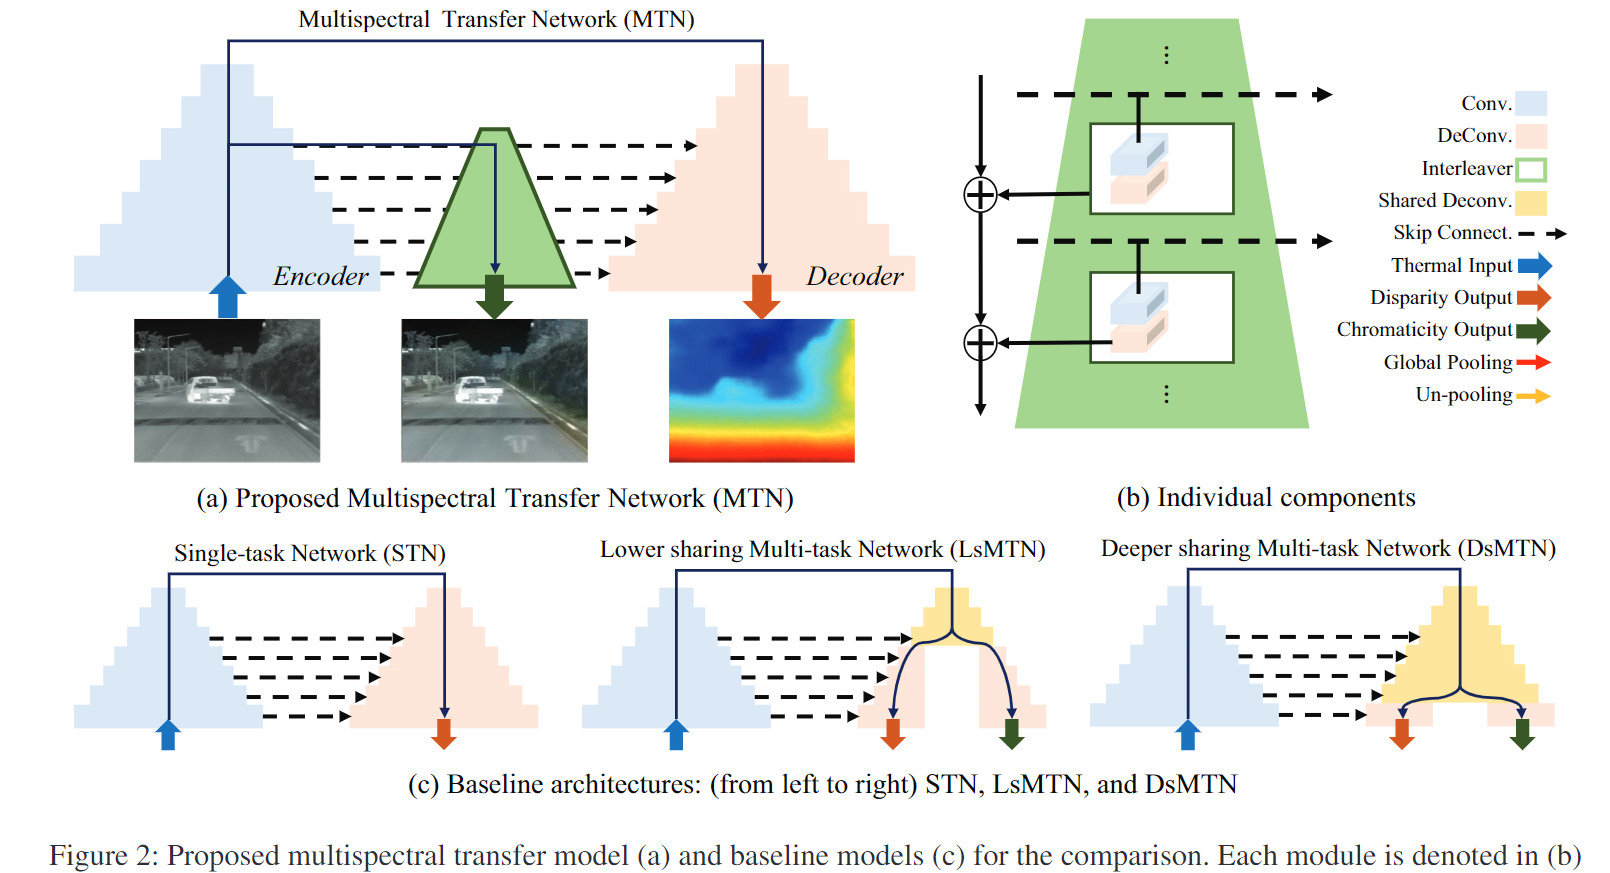 Multispectral Transfer Network (MTN)
Encoder
Decoder
(a) Proposed Multispectral Transfer Network (MTN)
Conv.
DeConv.
Interleaver
Shared Deconv.
Skip Connect.
Thermal Input
Disparity Output
Chromaticity Output
Global Pooling
Un-pooling
(b) Individual components
Single-task Network (STN)
Lower sharing Multi-task Network (LsMTN)
Deeper sharing Multi-task Network (DsMTN)
(c) Baseline architectures: (from left to right) STN, LsMTN, and DsMTN
Figure 2: Proposed multispectral transfer model (a) and baseline models (c) for the comparison. Each module is denoted in (b)